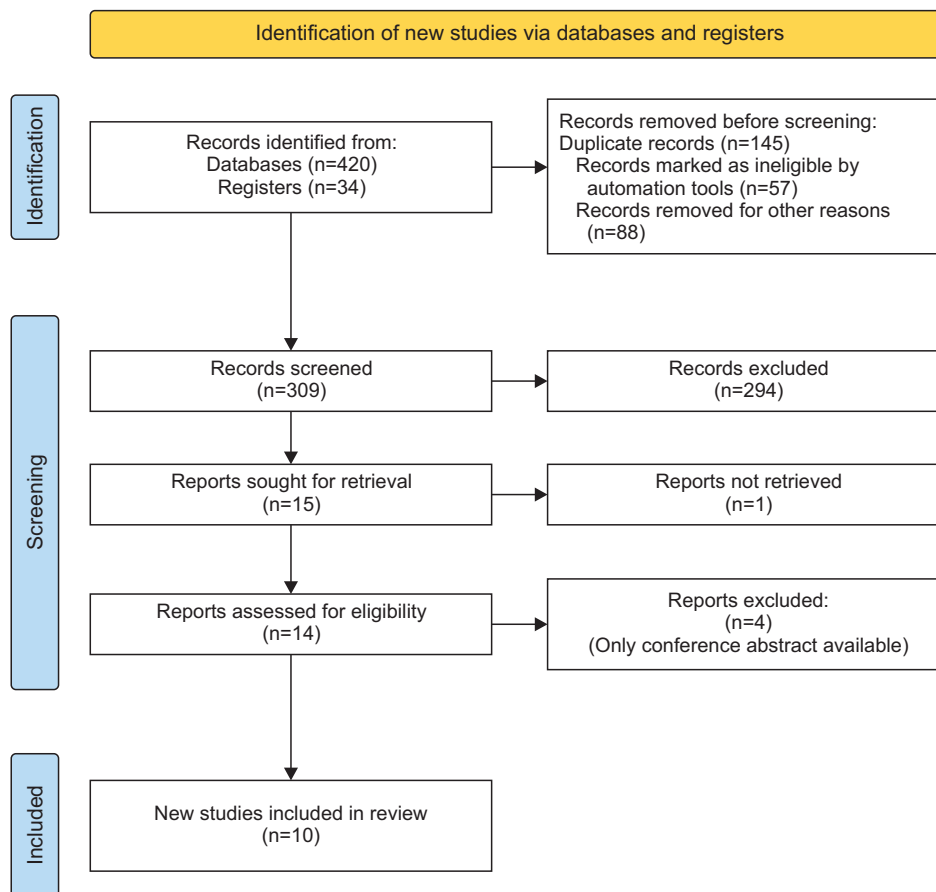 Identification of new studies via databases and registers
Identification
Records identified from:
Databases (n=420)
Registers (n=34)
Records removed before screening:
Duplicate records (n=145)
Records marked as ineligible by
automation tools (n=57)
Records removed for other reasons
(n=88)
Screening
Records screened
(n=309)
Records excluded
(n=294)
Reports sought for retrieval
(n=15)
Reports not retrieved
(n=1)
Reports assessed for eligibility
(n=14)
Reports excluded:
(n=4)
(Only conference abstract available)
Included
New studies included in review
(n=10)